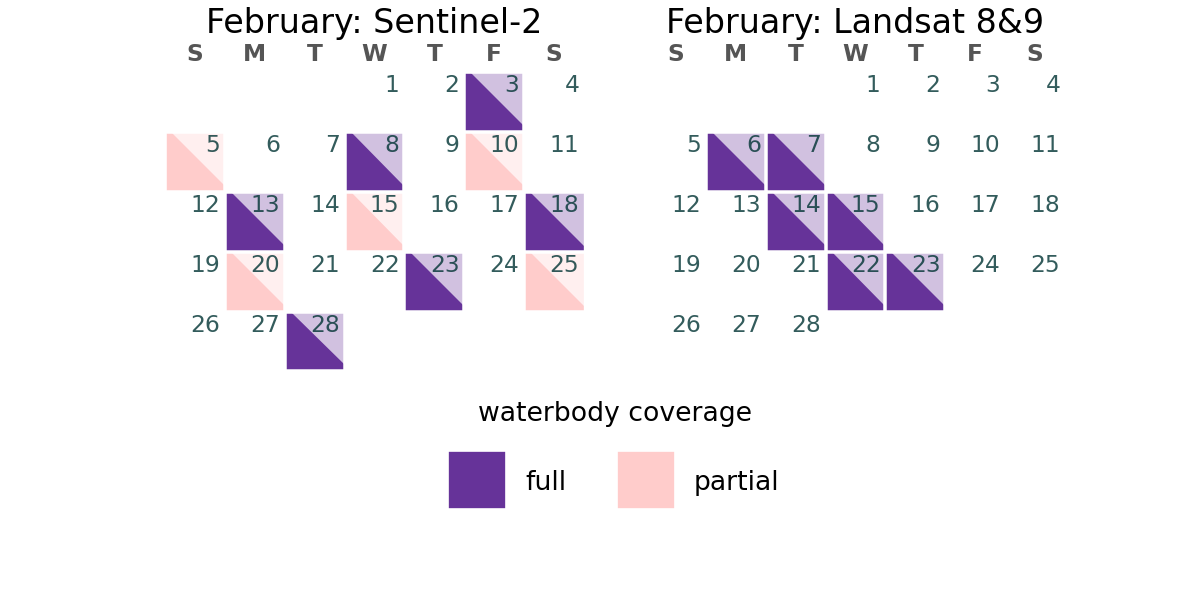 February: Sentinel-2
S M T W T F S
1 2 3 4
5 6 7 8 9 10 11
12 13 14 15 16 17 18
19 20 21 22 23 24 25
26 27 28
February: Landsat 8&9
S M T W T F S
1 2 3 4
5 6 7 8 9 10 11
12 13 14 15 16 17 18
19 20 21 22 23 24 25
26 27 28
waterbody coverage
full partial